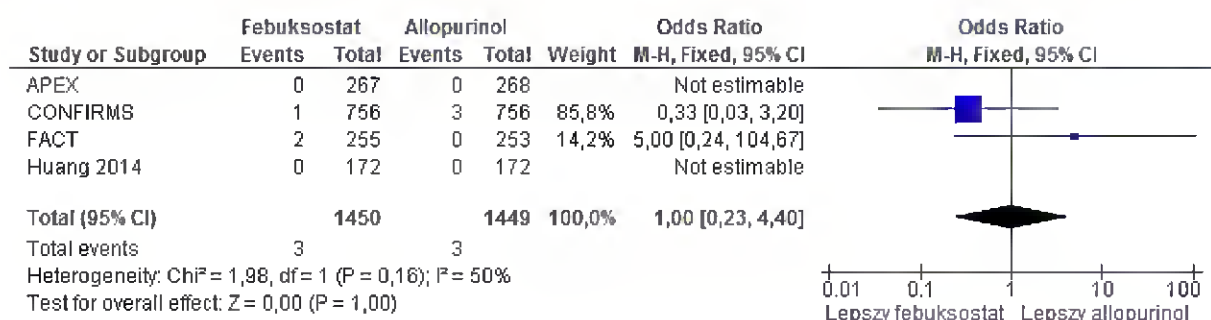 Febuksostat Allopurinol Odds Ratio Odds Ratio
Study or Subgroup Events Total Events Total Weight M-H, Fixed, 95% CI M-H, Fixed, 95% CI
APEX 0 267 0 268 Not estimable
CONFIRMS 1 756 3 756 85,8% 0,33 [0,03, 3,20]
FACT 2 255 0 253 14,2% 5,00 [0,24, 104,67]
Huang 2014 0 172 0 172 Not estimable
Total (95% CI) 1450 1449 100,0% 1,00 [0,23, 4,40]
Total events 3 3
Heterogeneity: Chi² = 1,98, df = 1 (P = 0,16); I² = 50%
Test for overall effect: Z = 0,00 (P = 1,00)
0.01 0.1 1 10 100
Lepszy febuksostat Lepszy allopurinol